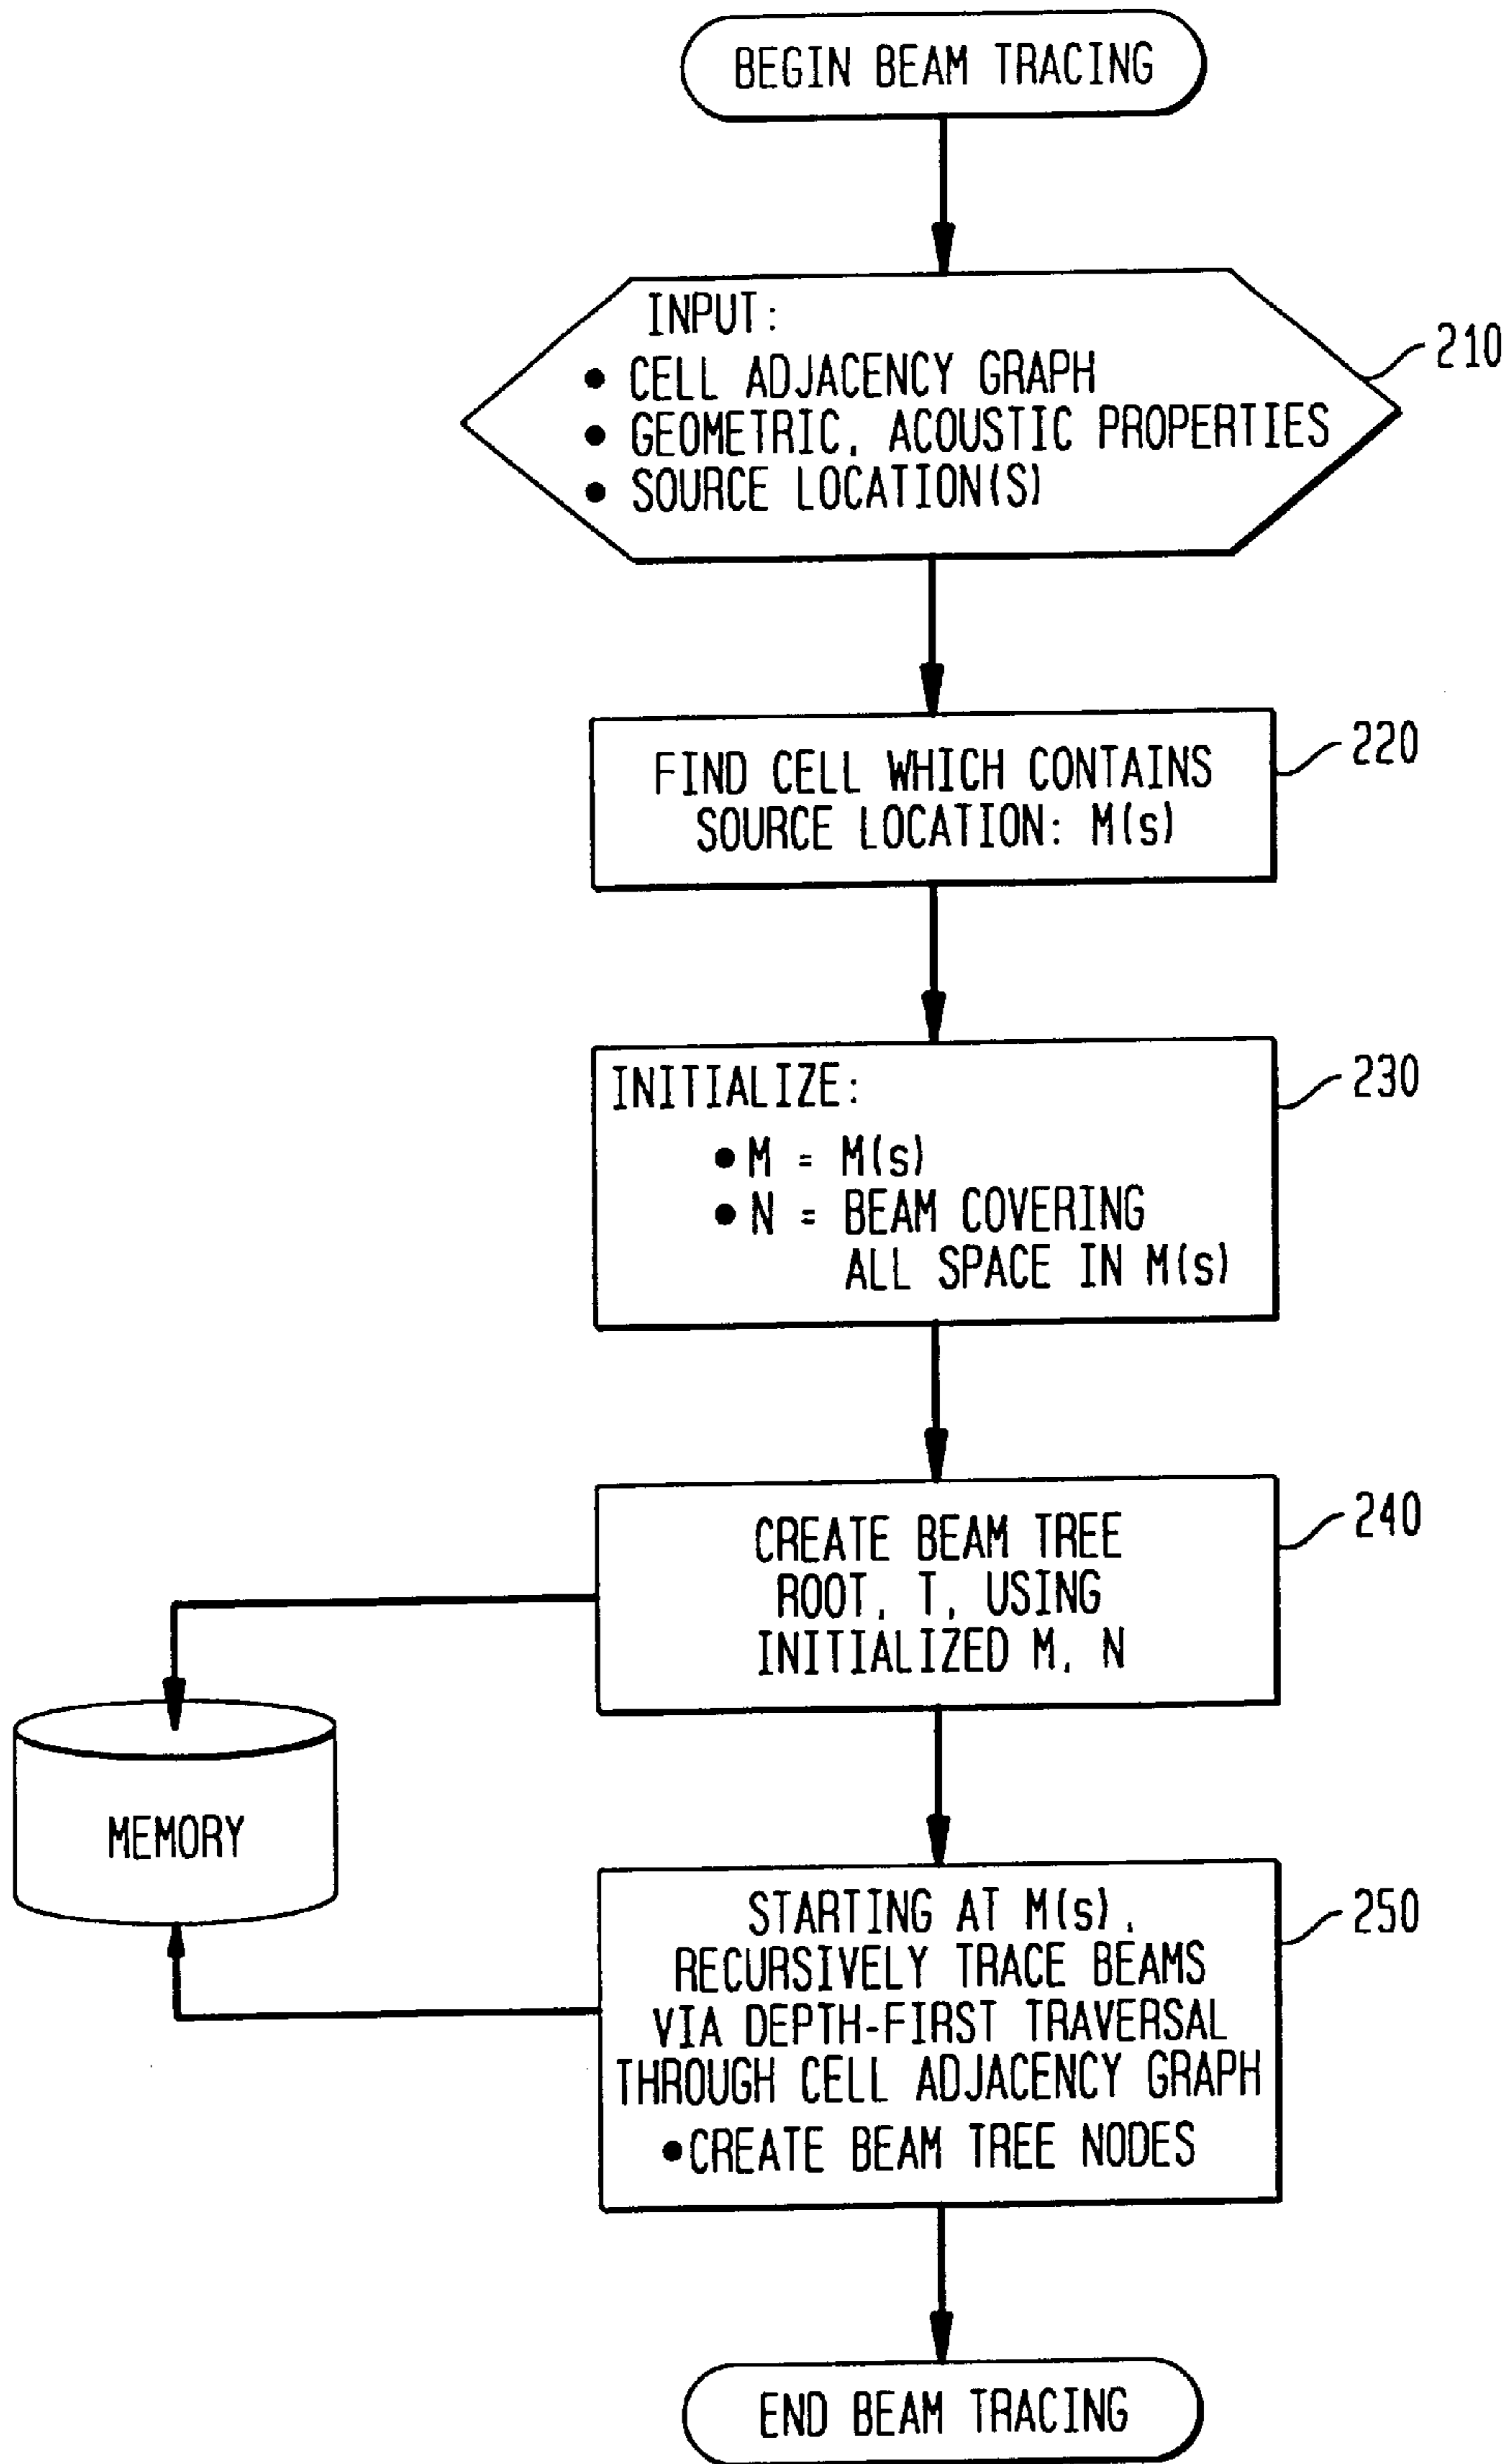 BEGIN BEAM TRACING
INPUT:
● CELL ADJACENCY GRAPH
● GEOMETRIC, ACOUSTIC PROPERTIES
● SOURCE LOCATION(S)
210
FIND CELL WHICH CONTAINS
SOURCE LOCATION: M(s)
220
INITIALIZE:
● M = M(s)
● N = BEAM COVERING
ALL SPACE IN M(s)
230
CREATE BEAM TREE
ROOT, T, USING
INITIALIZED M, N
240
MEMORY
STARTING AT M(s),
RECURSIVELY TRACE BEAMS
VIA DEPTH-FIRST TRAVERSAL
THROUGH CELL ADJACENCY GRAPH
● CREATE BEAM TREE NODES
250
END BEAM TRACING